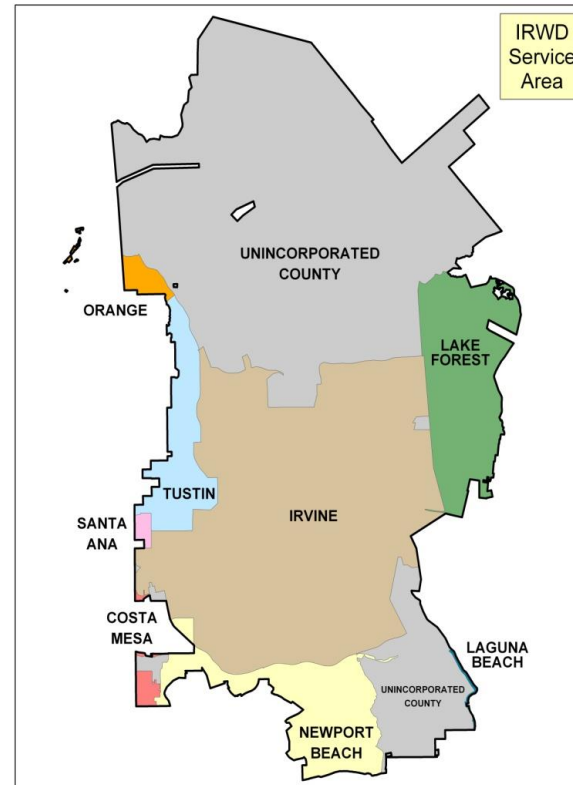 IRWD
Service
Area
UNINCORPORATED
COUNTY
ORANGE
LAKE
FOREST
TUSTIN
IRVINE
SANTA
ANA
COSTA
MESA
LAGUNA
BEACH
UNINCORPORATED
COUNTY
NEWPORT
BEACH